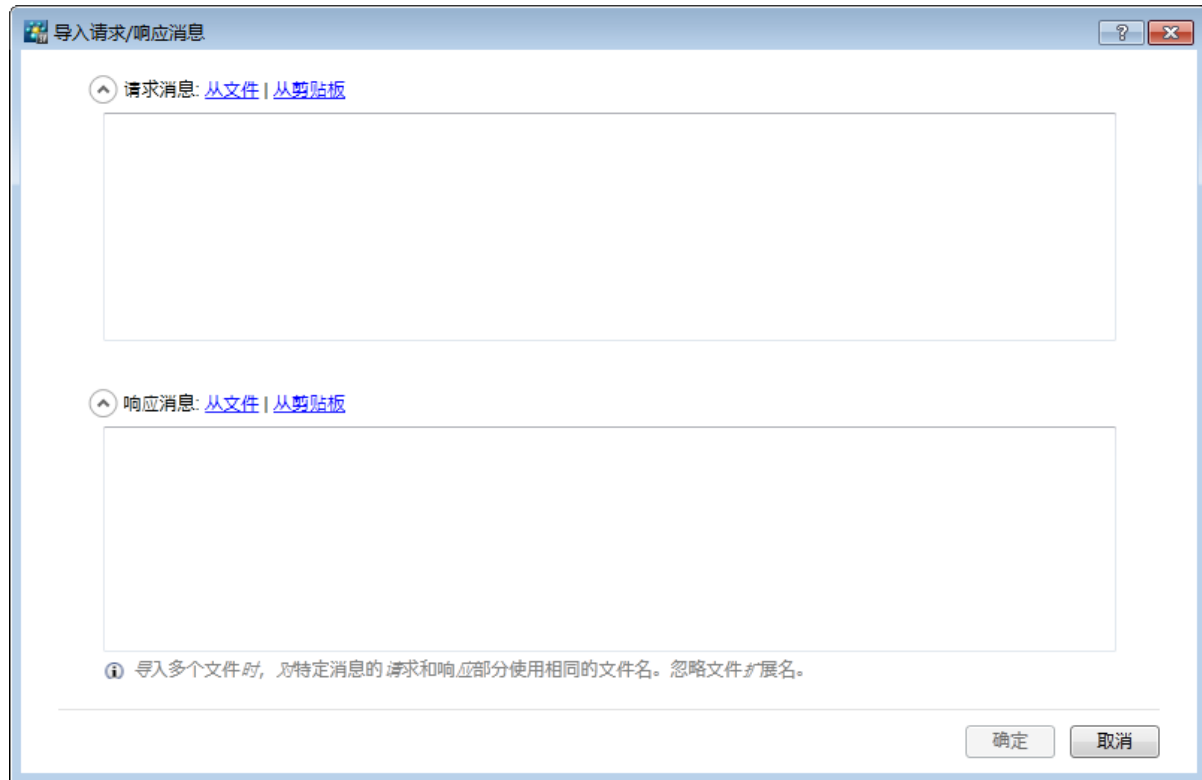 导入请求/响应消息
请求消息: 从文件 | 从剪贴板
响应消息: 从文件 | 从剪贴板
导入多个文件时，对特定消息的请求和响应部分使用相同的文件名。忽略文件扩展名。
确定 取消